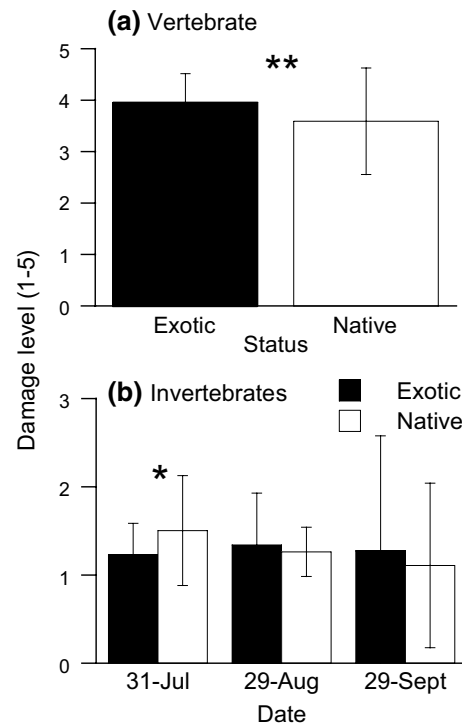 (a) Vertebrate
5
**
4
3
2
1
0
Exotic Native
Status
Damage level (1-5)
(b) Invertebrates
Exotic
Native
3
*
2
1
0
31-Jul 29-Aug 29-Sept
Date